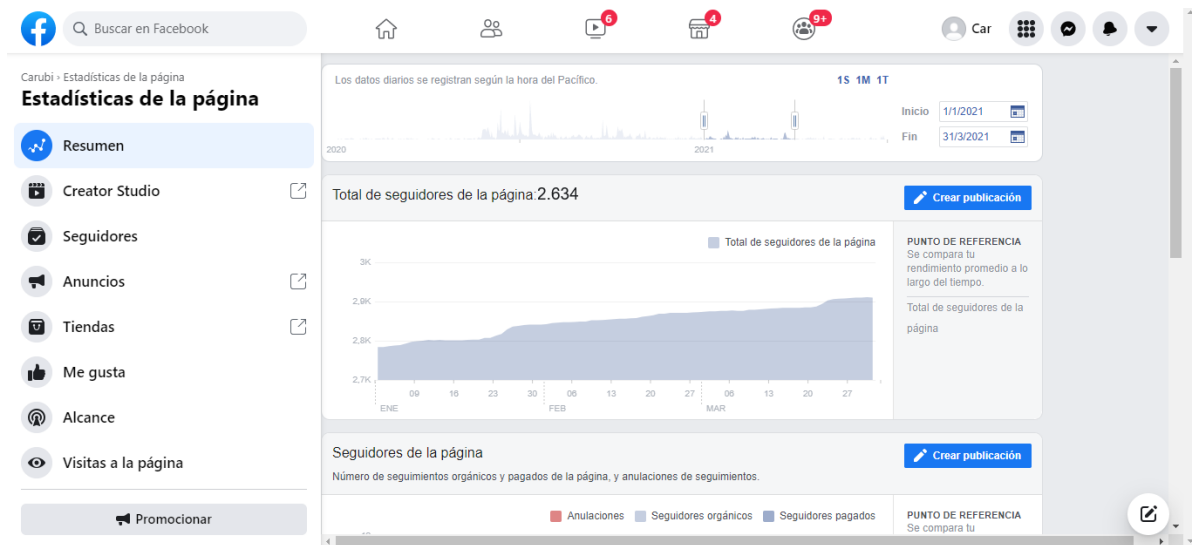 Buscar en Facebook
6
4
9+
Car
Carubi › Estadísticas de la página
Estadísticas de la página
Resumen
Creator Studio
Seguidores
Anuncios
Tiendas
Me gusta
Alcance
Visitas a la página
Promocionar
Los datos diarios se registran según la hora del Pacífico.
1S 1M 1T
Inicio 1/1/2021
Fin 31/3/2021
2020 2021
Total de seguidores de la página:2.634
Crear publicación
Total de seguidores de la página
3K
2,9K
2,8K
2,7K
09 16 23 30 06 13 20 27 06 13 20 27
ENE FEB MAR
PUNTO DE REFERENCIA
Se compara tu
rendimiento promedio a lo
largo del tiempo.
Total de seguidores de la
página
Seguidores de la página
Crear publicación
Número de seguimientos orgánicos y pagados de la página, y anulaciones de seguimientos.
Anulaciones Seguidores orgánicos Seguidores pagados
PUNTO DE REFERENCIA
Se compara tu